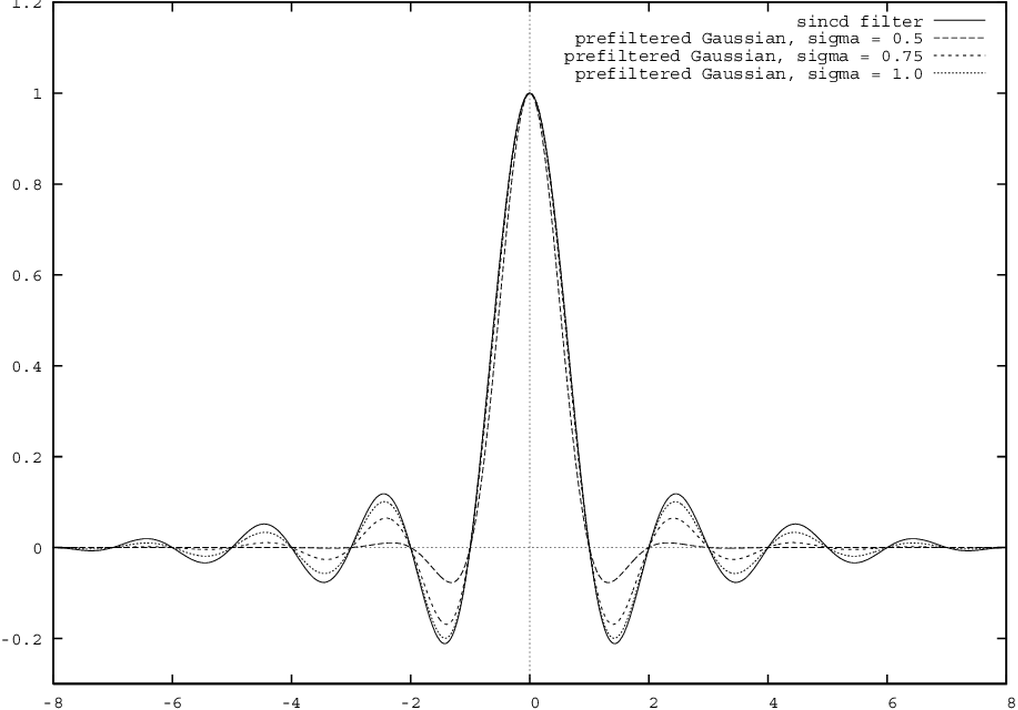 1.2
sincd filter
prefiltered Gaussian, sigma = 0.5
prefiltered Gaussian, sigma = 0.75
prefiltered Gaussian, sigma = 1.0
1
0.8
0.6
0.4
0.2
0
-0.2
-8 -6 -4 -2 0 2 4 6 8